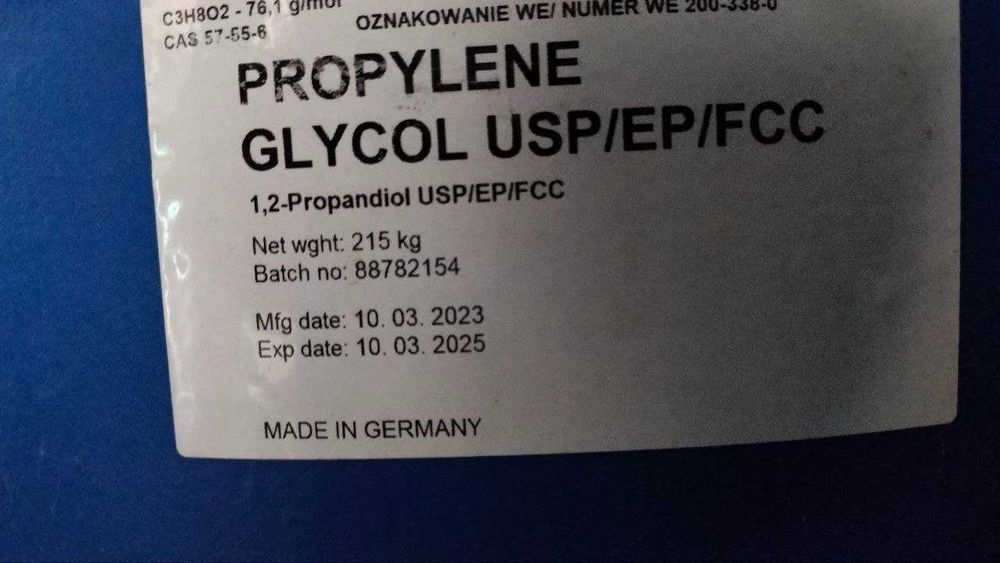 C3H8O2 - 76,1 g/mol
CAS 57-55-6
OZNAKOWANIE WE/ NUMER WE 200-338-0
PROPYLENE
GLYCOL USP/EP/FCC
1,2-Propandiol USP/EP/FCC
Net wght: 215 kg
Batch no: 88782154
Mfg date: 10. 03. 2023
Exp date: 10. 03. 2025
MADE IN GERMANY